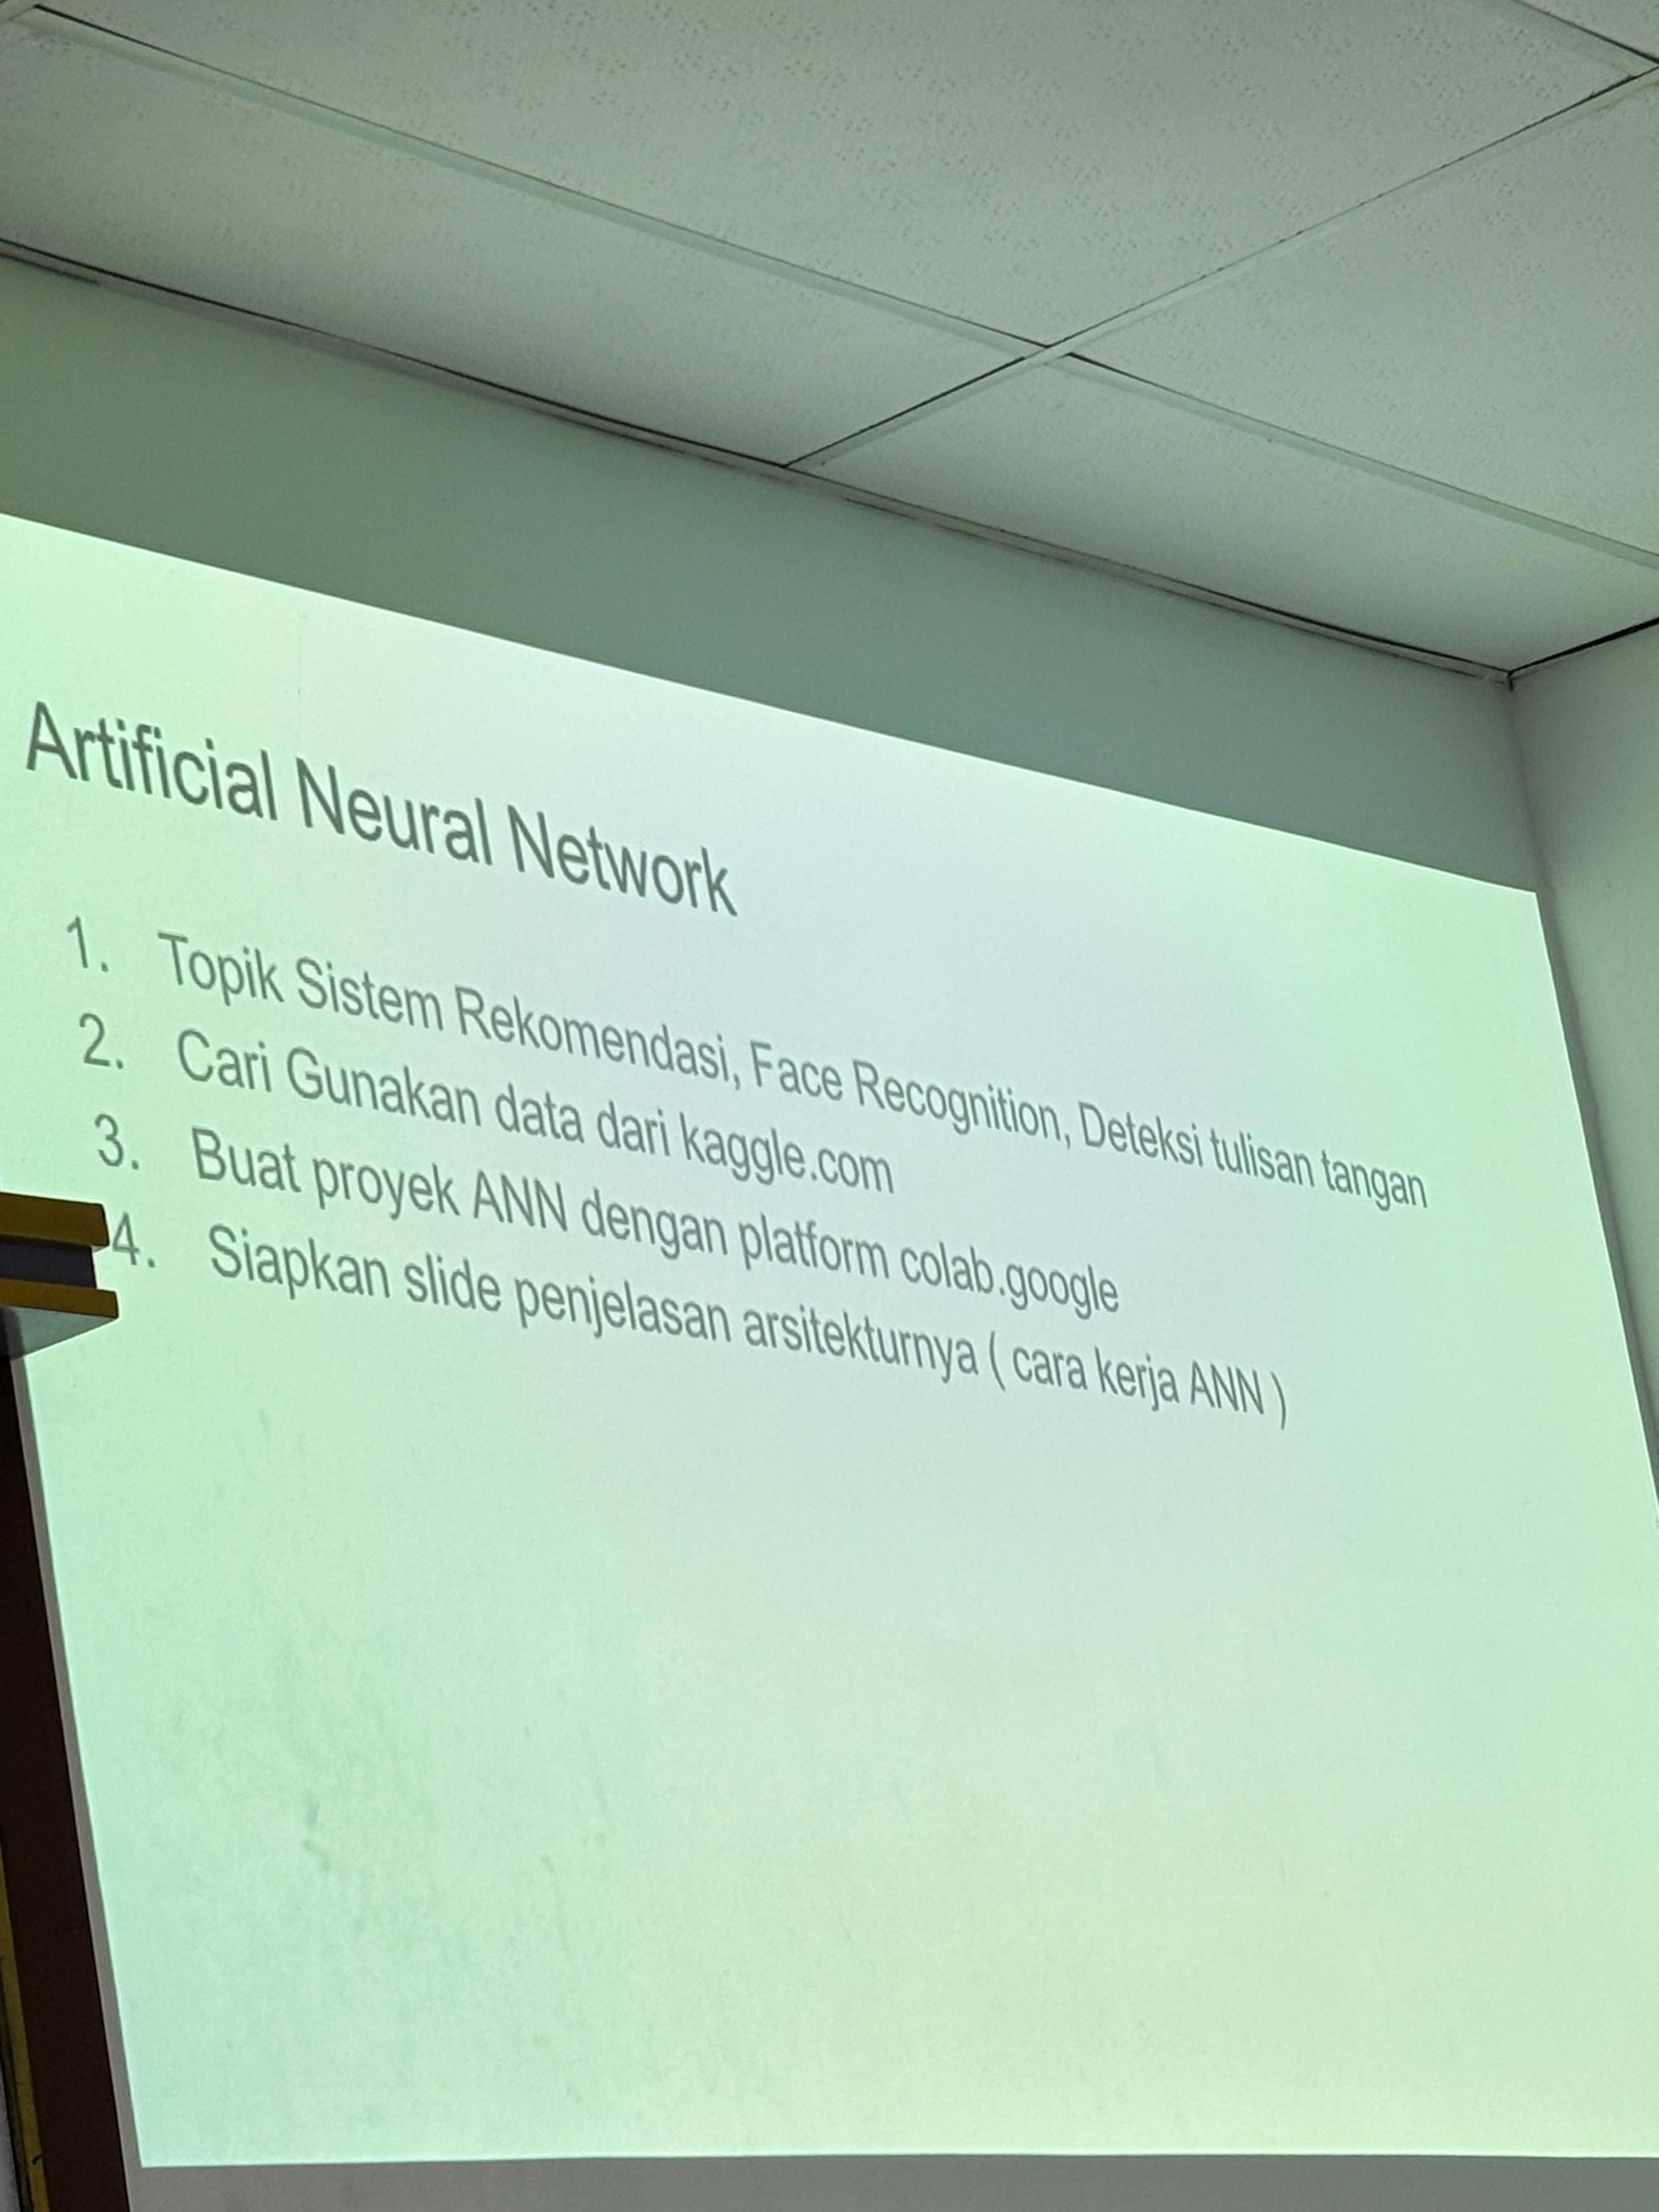 Artificial Neural Network
1. Topik Sistem Rekomendasi, Face Recognition, Deteksi tulisan tangan
2. Cari Gunakan data dari kaggle.com
3. Buat proyek ANN dengan platform colab.google
4. Siapkan slide penjelasan arsitekturnya ( cara kerja ANN )